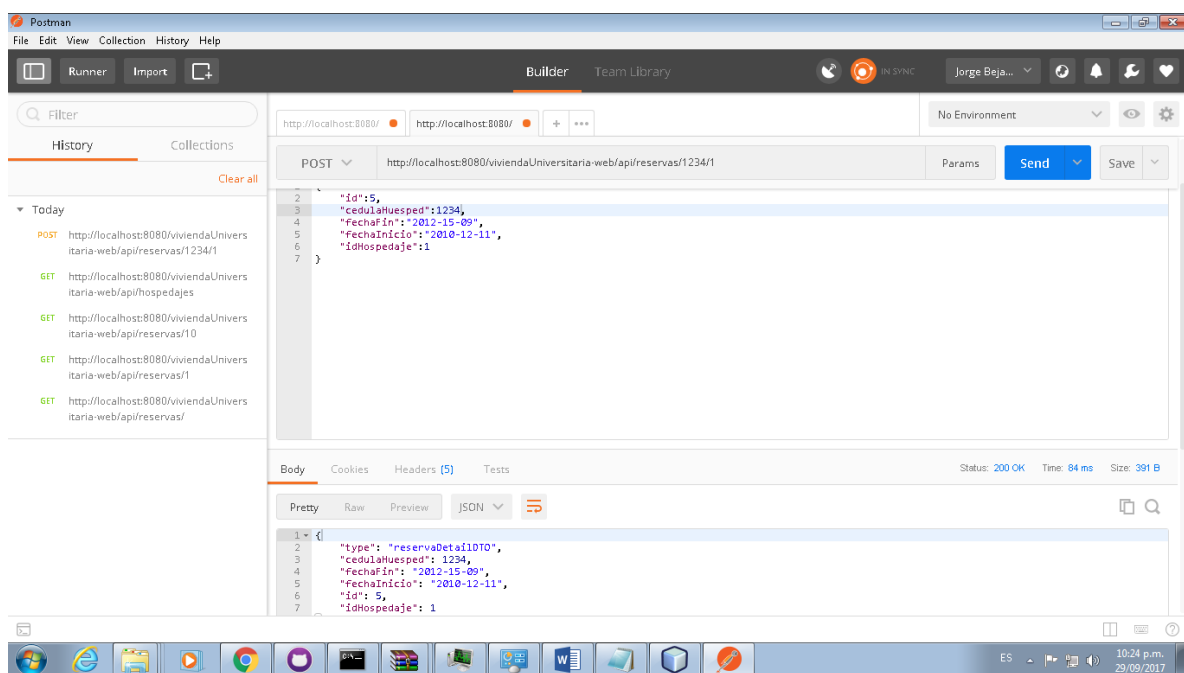 Postman
File Edit View Collection History Help
Runner Import Builder Team Library IN SYNC Jorge Beja...
Filter
History Collections
Clear all
Today
POST http://localhost:8080/viviendaUnivers
itaria-web/api/reservas/1234/1
GET http://localhost:8080/viviendaUnivers
itaria-web/api/hospedajes
GET http://localhost:8080/viviendaUnivers
itaria-web/api/reservas/10
GET http://localhost:8080/viviendaUnivers
itaria-web/api/reservas/1
GET http://localhost:8080/viviendaUnivers
itaria-web/api/reservas/
http://localhost:8080/ http://localhost:8080/ + •••
No Environment
POST http://localhost:8080/viviendaUniversitaria-web/api/reservas/1234/1 Params Send Save
2 "id":5,
3 "cedulaHuesped":1234,
4 "fechaFin":"2012-15-09",
5 "fechaInicio":"2010-12-11",
6 "idHospedaje":1
7 }
Body Cookies Headers (5) Tests Status: 200 OK Time: 84 ms Size: 391 B
Pretty Raw Preview JSON
1 {
2 "type": "reservaDetailDTO",
3 "cedulaHuesped": 1234,
4 "fechaFin": "2012-15-09",
5 "fechaInicio": "2010-12-11",
6 "id": 5,
7 "idHospedaje": 1
ES 10:24 p.m.
29/09/2017